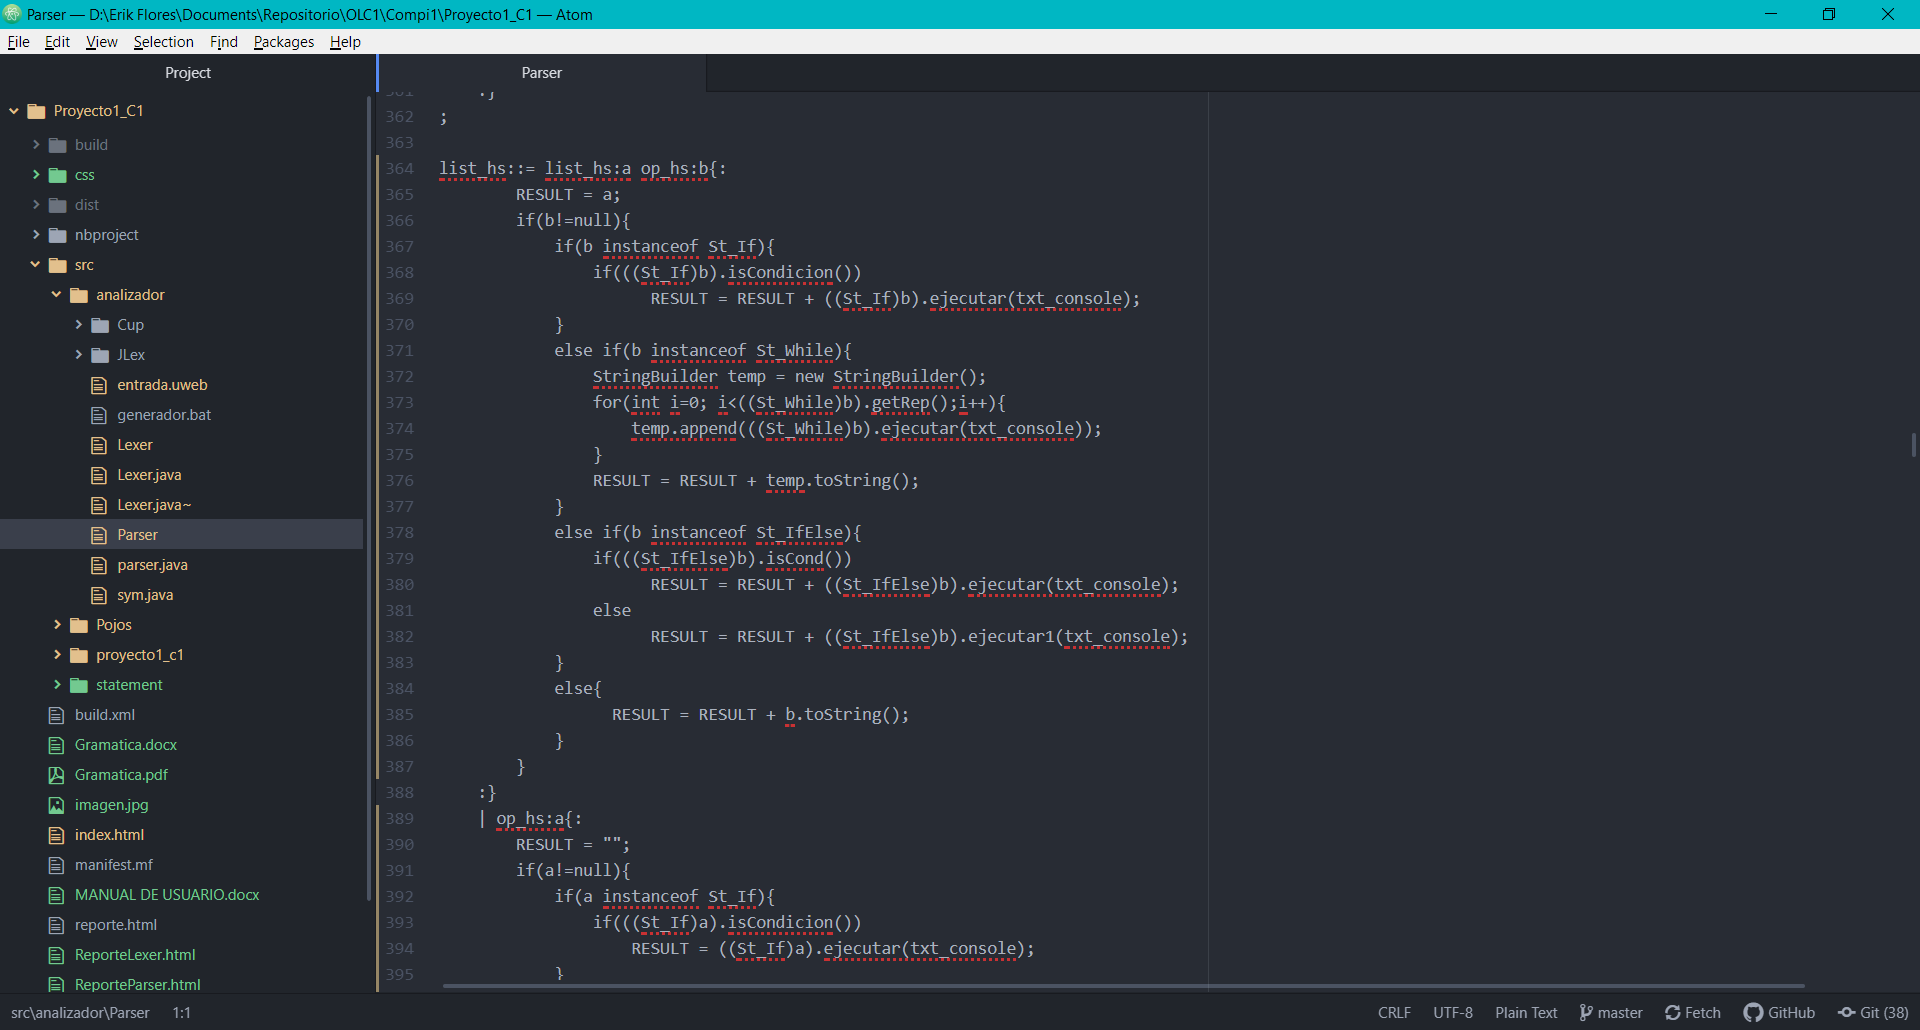 Parser — D:\Erik Flores\Documents\Repositorio\OLC1\Compi1\Proyecto1_C1 — Atom
File Edit View Selection Find Packages Help
Project
Proyecto1_C1
build
css
dist
nbproject
src
analizador
Cup
JLex
entrada.uweb
generador.bat
Lexer
Lexer.java
Lexer.java~
Parser
parser.java
sym.java
Pojos
proyecto1_c1
statement
build.xml
Gramatica.docx
Gramatica.pdf
imagen.jpg
index.html
manifest.mf
MANUAL DE USUARIO.docx
reporte.html
ReporteLexer.html
ReporteParser.html
Parser
361 :}
362 ;
363
364 list_hs::= list_hs:a op_hs:b{:
365 RESULT = a;
366 if(b!=null){
367 if(b instanceof St_If){
368 if(((St_If)b).isCondicion())
369 RESULT = RESULT + ((St_If)b).ejecutar(txt_console);
370 }
371 else if(b instanceof St_While){
372 StringBuilder temp = new StringBuilder();
373 for(int i=0; i<((St_While)b).getRep();i++){
374 temp.append(((St_While)b).ejecutar(txt_console));
375 }
376 RESULT = RESULT + temp.toString();
377 }
378 else if(b instanceof St_IfElse){
379 if(((St_IfElse)b).isCond())
380 RESULT = RESULT + ((St_IfElse)b).ejecutar(txt_console);
381 else
382 RESULT = RESULT + ((St_IfElse)b).ejecutar1(txt_console);
383 }
384 else{
385 RESULT = RESULT + b.toString();
386 }
387 }
388 :}
389 | op_hs:a{:
390 RESULT = "";
391 if(a!=null){
392 if(a instanceof St_If){
393 if(((St_If)a).isCondicion())
394 RESULT = ((St_If)a).ejecutar(txt_console);
395 }
src\analizador\Parser 1:1 CRLF UTF-8 Plain Text master Fetch GitHub Git (38)